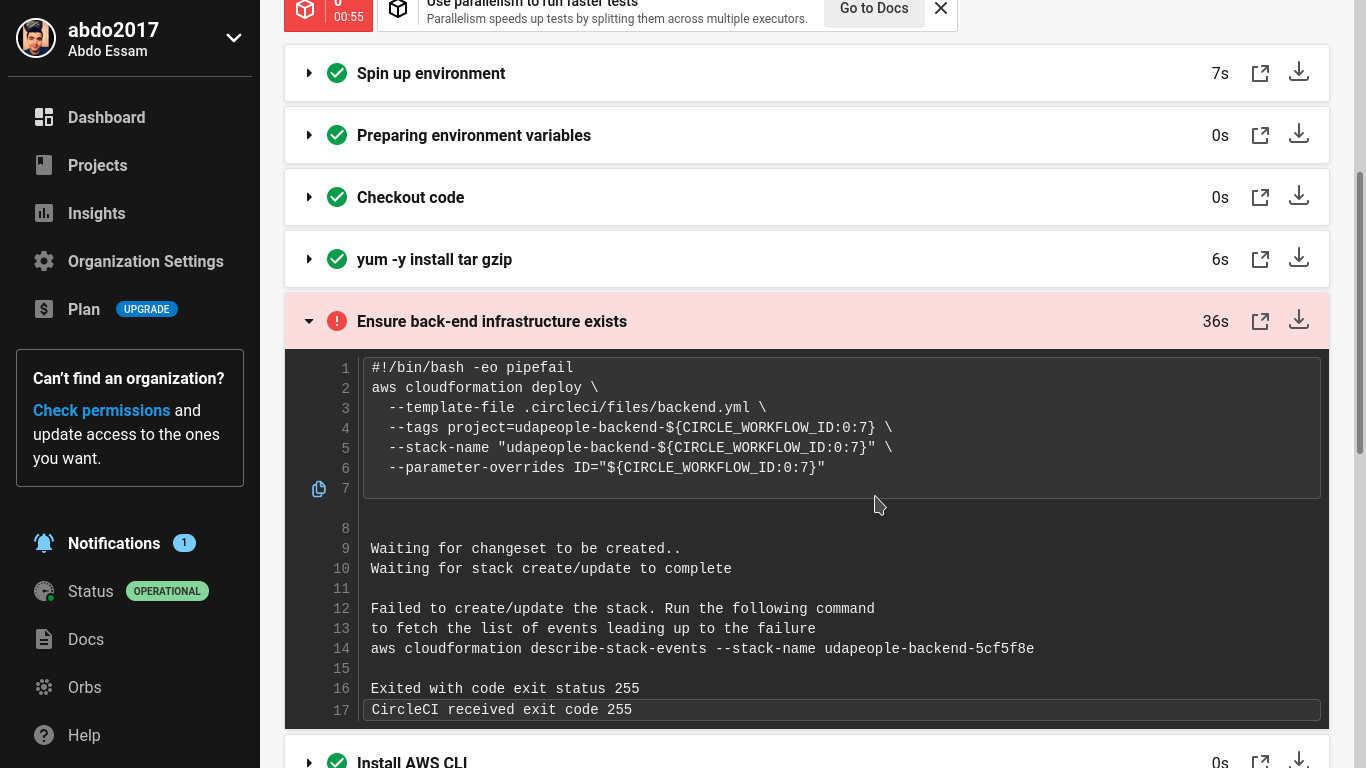 abdo2017
Abdo Essam
Dashboard
Projects
Insights
Organization Settings
Plan UPGRADE
Can't find an organization?
Check permissions and
update access to the ones
you want.
Notifications 1
Status OPERATIONAL
Docs
Orbs
Help
0
00:55
Use parallelism to run faster tests
Parallelism speeds up tests by splitting them across multiple executors.
Go to Docs
Spin up environment 7s
Preparing environment variables 0s
Checkout code 0s
yum -y install tar gzip 6s
Ensure back-end infrastructure exists 36s
1 #!/bin/bash -eo pipefail
2 aws cloudformation deploy \
3 --template-file .circleci/files/backend.yml \
4 --tags project=udapeople-backend-${CIRCLE_WORKFLOW_ID:0:7} \
5 --stack-name "udapeople-backend-${CIRCLE_WORKFLOW_ID:0:7}" \
6 --parameter-overrides ID="${CIRCLE_WORKFLOW_ID:0:7}"
7
8
9 Waiting for changeset to be created..
10 Waiting for stack create/update to complete
11
12 Failed to create/update the stack. Run the following command
13 to fetch the list of events leading up to the failure
14 aws cloudformation describe-stack-events --stack-name udapeople-backend-5cf5f8e
15
16 Exited with code exit status 255
17 CircleCI received exit code 255
Install AWS CLI 0s